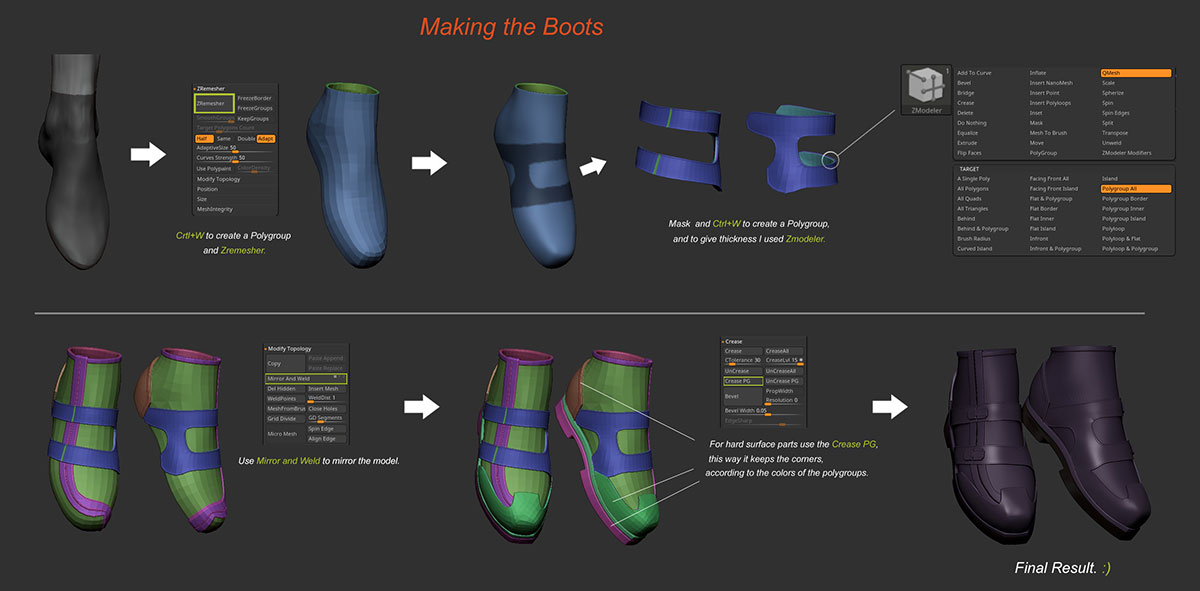 Making the Boots
ZRemesher
ZRemesher
FreezeBorder
FreezeGroups
SmoothGroups KeepGroups
Target Polygons Count
Half Same Double Adapt
AdaptiveSize 50
Curves Strength 50
Use Polypaint ColorDensity
Modify Topology
Position
Size
MeshIntegrity
Crtl+W to create a Polygroup
and Zremesher.
Mask and Ctrl+W to create a Polygroup,
and to give thickness I used Zmodeler.
1
ZModeler
Add To Curve Inflate QMesh
Bevel Insert NanoMesh Scale
Bridge Insert Point Spherize
Crease Insert Polyloops Spin
Delete Inset Spin Edges
Do Nothing Mask Split
Equalize Mesh To Brush Transpose
Extrude Move Unweld
Flip Faces PolyGroup ZModeler Modifiers
TARGET
A Single Poly Facing Front All Island
All Polygons Facing Front Island Polygroup All
All Quads Flat & Polygroup Polygroup Border
All Triangles Flat Border Polygroup Inner
Behind Flat Inner Polygroup Island
Behind & Polygroup Flat Island Polyloop
Brush Radius Infront Polyloop & Flat
Curved Island Infront & Polygroup Polyloop & Polygroup
Modify Topology
Copy
Paste Append
Paste Replace
Mirror And Weld
Del Hidden Insert Mesh
WeldPoints WeldDist 1
MeshFromBrus Close Holes
Grid Divide GD Segments
Micro Mesh
Spin Edge
Align Edge
Use Mirror and Weld to mirror the model.
Crease
Crease CreaseAll
CTolerance 30 CreaseLvl 15
UnCrease UnCreaseAll
Crease PG UnCrease PG
Bevel
PropWidth
Resolution 0
Bevel Width 0.05
EdgeSharp
For hard surface parts use the Crease PG,
this way it keeps the corners,
according to the colors of the polygroups.
Final Result. :)